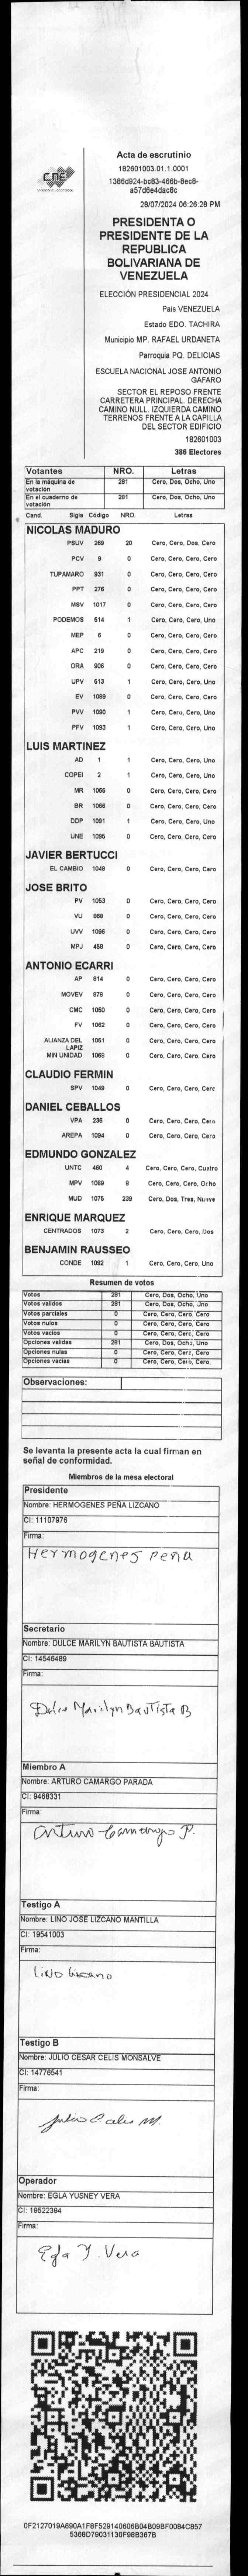 CNE
Acta de escrutinio
182601003.01.1.0001
1386d924-bc83-466b-8ec8-
a57d6e4dac8c
28/07/2024 06:26:28 PM
PRESIDENTA O
PRESIDENTE DE LA
REPUBLICA
BOLIVARIANA DE
VENEZUELA
ELECCIÓN PRESIDENCIAL 2024
Pais VENEZUELA
Estado EDO. TACHIRA
Municipio MP. RAFAEL URDANETA
Parroquia PQ. DELICIAS
ESCUELA NACIONAL JOSE ANTONIO
GAFARO
SECTOR EL REPOSO FRENTE
CARRETERA PRINCIPAL. DERECHA
CAMINO NULL. IZQUIERDA CAMINO
TERRENOS FRENTE A LA CAPILLA
DEL SECTOR EDIFICIO
182601003
386 Electores
Votantes NRO. Letras
En la máquina de votación 281 Cero, Dos, Ocho, Uno
En el cuaderno de votación 281 Cero, Dos, Ocho, Uno
Cand. Sigla Código NRO. Letras
NICOLAS MADURO
PSUV 269 20 Cero, Cero, Dos, Cero
PCV 9 0 Cero, Cero, Cero, Cero
TUPAMARO 931 0 Cero, Cero, Cero, Cero
PPT 276 0 Cero, Cero, Cero, Cero
MSV 1017 0 Cero, Cero, Cero, Cero
PODEMOS 514 1 Cero, Cero, Cero, Uno
MEP 6 0 Cero, Cero, Cero, Cero
APC 219 0 Cero, Cero, Cero, Cero
ORA 906 0 Cero, Cero, Cero, Cero
UPV 613 1 Cero, Cero, Cero, Uno
EV 1089 0 Cero, Cero, Cero, Cero
PVV 1090 1 Cero, Cero, Cero, Uno
PFV 1093 1 Cero, Cero, Cero, Uno
LUIS MARTINEZ
AD 1 1 Cero, Cero, Cero, Uno
COPEI 2 1 Cero, Cero, Cero, Uno
MR 1065 0 Cero, Cero, Cero, Cero
BR 1066 0 Cero, Cero, Cero, Cero
DDP 1091 1 Cero, Cero, Cero, Uno
UNE 1095 0 Cero, Cero, Cero, Cero
JAVIER BERTUCCI
EL CAMBIO 1048 0 Cero, Cero, Cero, Cero
JOSE BRITO
PV 1053 0 Cero, Cero, Cero, Cero
VU 868 0 Cero, Cero, Cero, Cero
UVV 1096 0 Cero, Cero, Cero, Cero
MPJ 458 0 Cero, Cero, Cero, Cero
ANTONIO ECARRI
AP 814 0 Cero, Cero, Cero, Cero
MOVEV 878 0 Cero, Cero, Cero, Cero
CMC 1050 0 Cero, Cero, Cero, Cero
FV 1062 0 Cero, Cero, Cero, Cero
ALIANZA DEL LAPIZ 1051 0 Cero, Cero, Cero, Cero
MIN UNIDAD 1068 0 Cero, Cero, Cero, Cero
CLAUDIO FERMIN
SPV 1049 0 Cero, Cero, Cero, Cerc
DANIEL CEBALLOS
VPA 236 0 Cero, Cero, Cero, Cero
AREPA 1094 0 Cero, Cero, Cero, Cero
EDMUNDO GONZALEZ
UNTC 460 4 Cero, Cero, Cero, Cuatro
MPV 1069 8 Cero, Cero, Cero, Ocho
MUD 1075 239 Cero, Dos, Tres, Nueve
ENRIQUE MARQUEZ
CENTRADOS 1073 2 Cero, Cero, Cero, Dos
BENJAMIN RAUSSEO
CONDE 1092 1 Cero, Cero, Cero, Uno
Resumen de votos
Votos 281 Cero, Dos, Ocho, Uno
Votos validos 281 Cero, Dos, Ocho, Uno
Votos parciales 0 Cero, Cero, Cero, Cero
Votos nulos 0 Cero, Cero, Cero, Cero
Votos vacios 0 Cero, Cero, Cero, Cero
Opciones validas 281 Cero, Dos, Ocho, Uno
Opciones nulas 0 Cero, Cero, Cero, Cero
Opciones vacias 0 Cero, Cero, Cero, Cero
Observaciones:
Se levanta la presente acta la cual firman en
señal de conformidad.
Miembros de la mesa electoral
Presidente
Nombre: HERMOGENES PEÑA LIZCANO
CI: 11107976
Firma:
Hermogenes Peña
Secretario
Nombre: DULCE MARILYN BAUTISTA BAUTISTA
CI: 14546489
Firma:
Dulce Marilyn Bautista B
Miembro A
Nombre: ARTURO CAMARGO PARADA
CI: 9468331
Firma:
Arturo Camargo P.
Testigo A
Nombre: LINO JOSE LIZCANO MANTILLA
CI: 19541003
Firma:
Lino Lizcano
Testigo B
Nombre: JULIO CESAR CELIS MONSALVE
CI: 14776541
Firma:
Julio C. Celis M.
Operador
Nombre: EGLA YUSNEY VERA
CI: 19522394
Firma:
Egla Y. Vera
0F2127019A690A1F8F529140606B04B09BF0084C857
5368D79031130F98B367B